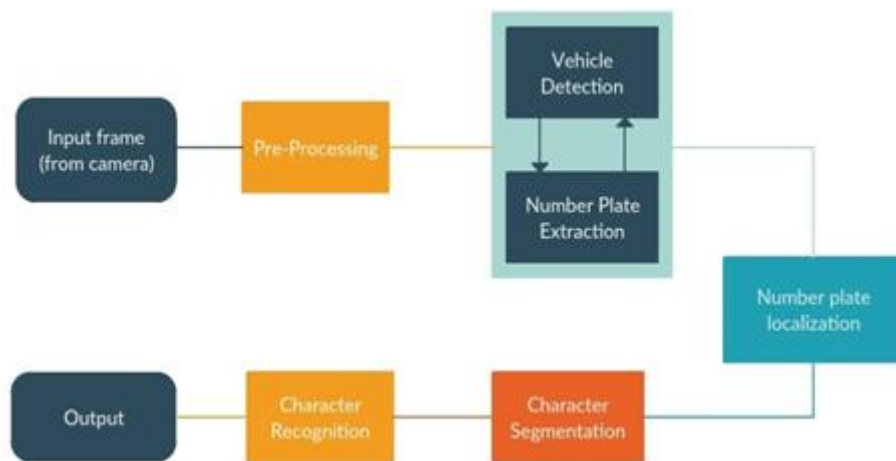 Input frame
(from camera)
Pre-Processing
Vehicle
Detection
Number Plate
Extraction
Number plate
localization
Character
Segmentation
Character
Recognition
Output